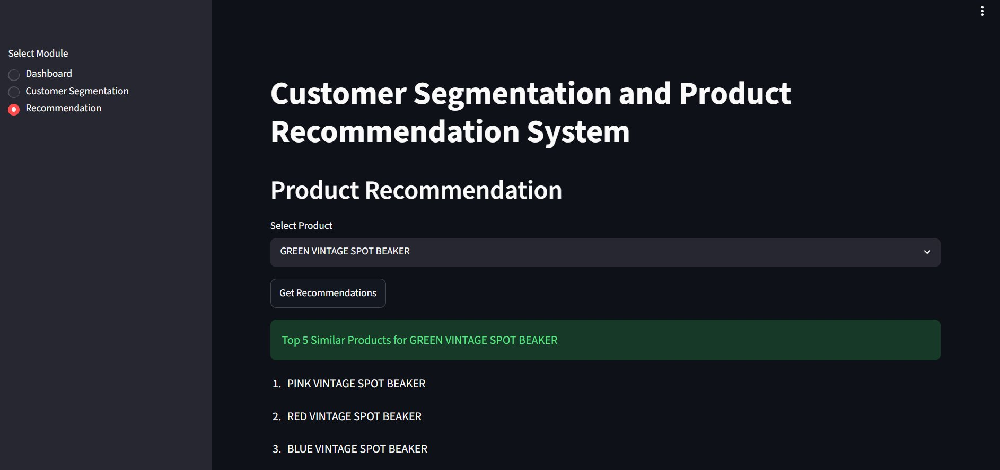 Select Module
Dashboard
Customer Segmentation
Recommendation
Customer Segmentation and Product
Recommendation System
Product Recommendation
Select Product
GREEN VINTAGE SPOT BEAKER
Get Recommendations
Top 5 Similar Products for GREEN VINTAGE SPOT BEAKER
1. PINK VINTAGE SPOT BEAKER
2. RED VINTAGE SPOT BEAKER
3. BLUE VINTAGE SPOT BEAKER